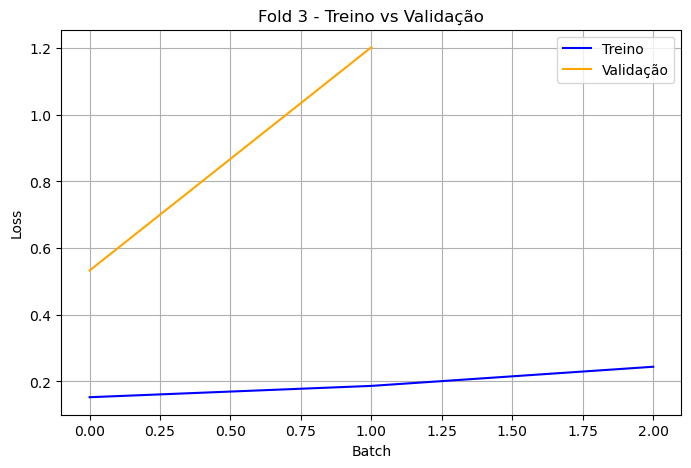 Fold 3 - Treino vs Validação
Treino
Validação
1.2
1.0
0.8
0.6
0.4
0.2
Loss
0.00 0.25 0.50 0.75 1.00 1.25 1.50 1.75 2.00
Batch